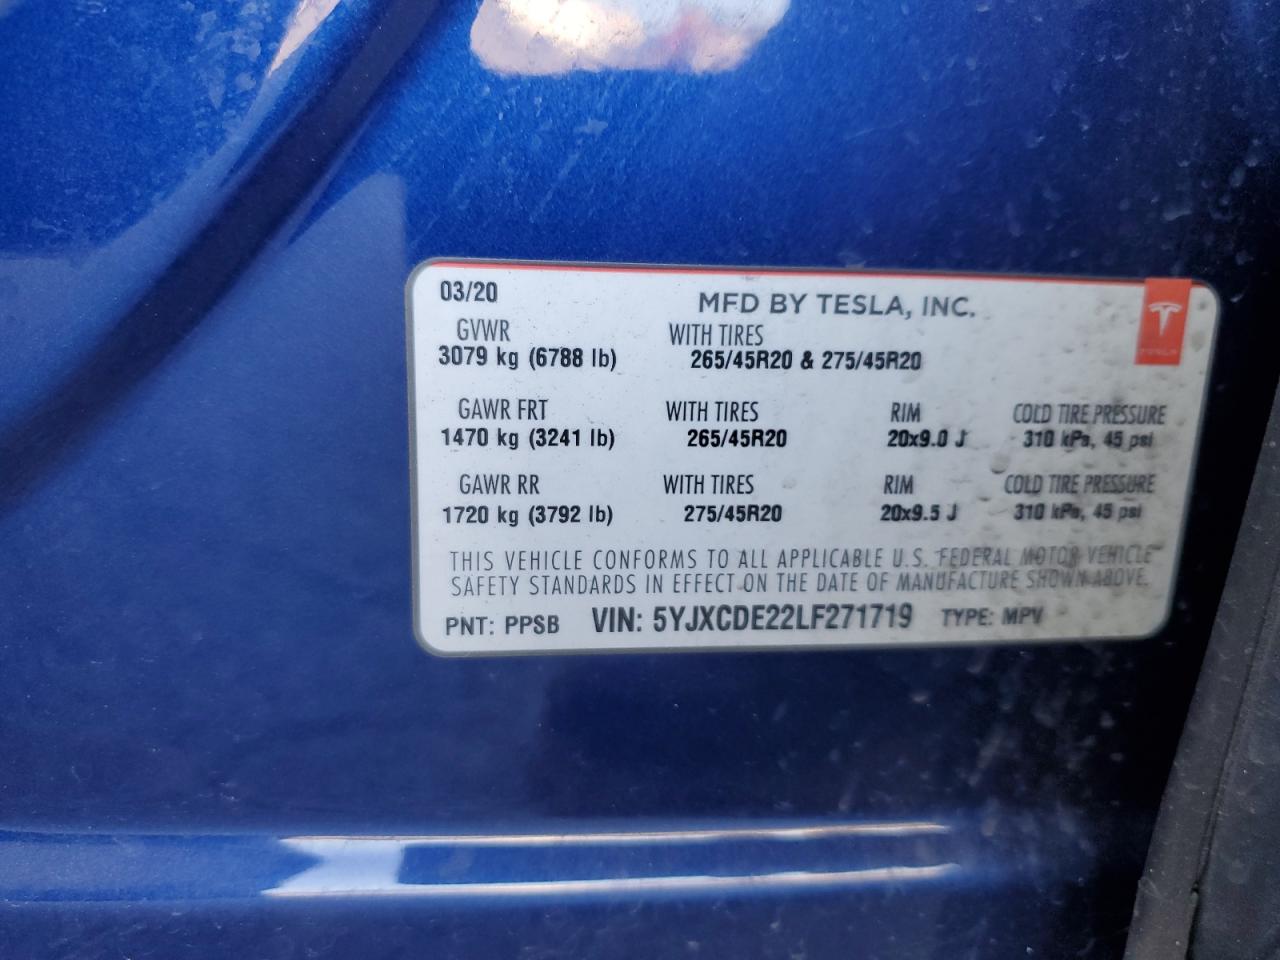 03/20 MFD BY TESLA, INC.
GVWR WITH TIRES
3079 kg (6788 lb) 265/45R20 & 275/45R20
GAWR FRT WITH TIRES RIM COLD TIRE PRESSURE
1470 kg (3241 lb) 265/45R20 20x9.0 J 310 kPa, 45 psi
GAWR RR WITH TIRES RIM COLD TIRE PRESSURE
1720 kg (3792 lb) 275/45R20 20x9.5 J 310 kPa, 45 psi
THIS VEHICLE CONFORMS TO ALL APPLICABLE U.S. FEDERAL MOTOR VEHICLE
SAFETY STANDARDS IN EFFECT ON THE DATE OF MANUFACTURE SHOWN ABOVE.
PNT: PPSB VIN: 5YJXCDE22LF271719 TYPE: MPV
TESLA